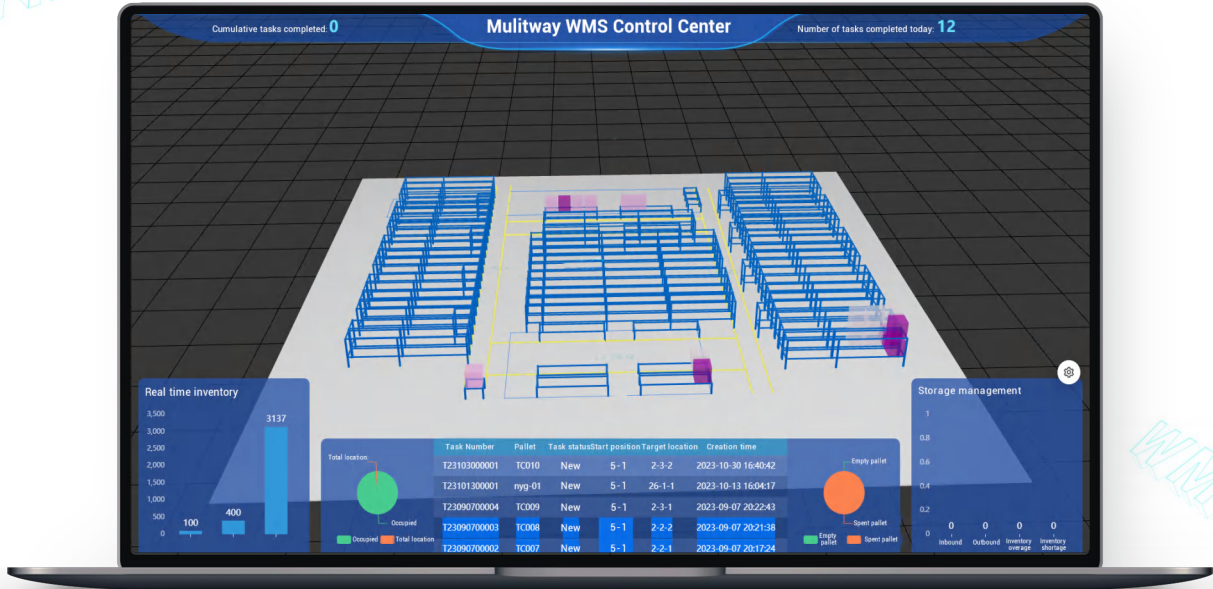 Cumulative tasks completed: 0
Mulitway WMS Control Center
Number of tasks completed today: 12
Real time inventory
3,500
3,000
2,500
2,000
1,500
1,000
500
0
100
400
3137
Total location
Occupied
Occupied Total location
Task Number Pallet Task status Start position Target location Creation time
T23103000001 TC010 New 5-1 2-3-2 2023-10-30 16:40:42
T23101300001 nyg-01 New 5-1 26-1-1 2023-10-13 16:04:17
T23090700004 TC009 New 5-1 2-3-1 2023-09-07 20:22:43
T23090700003 TC008 New 5-1 2-2-2 2023-09-07 20:21:38
T23090700002 TC007 New 5-1 2-2-1 2023-09-07 20:17:24
Empty pallet
Spent pallet
Empty pallet Spent pallet
Storage management
1
0.8
0.6
0.4
0.2
0
0 0 0 0
Inbound Outbound Inventory overage Inventory shortage